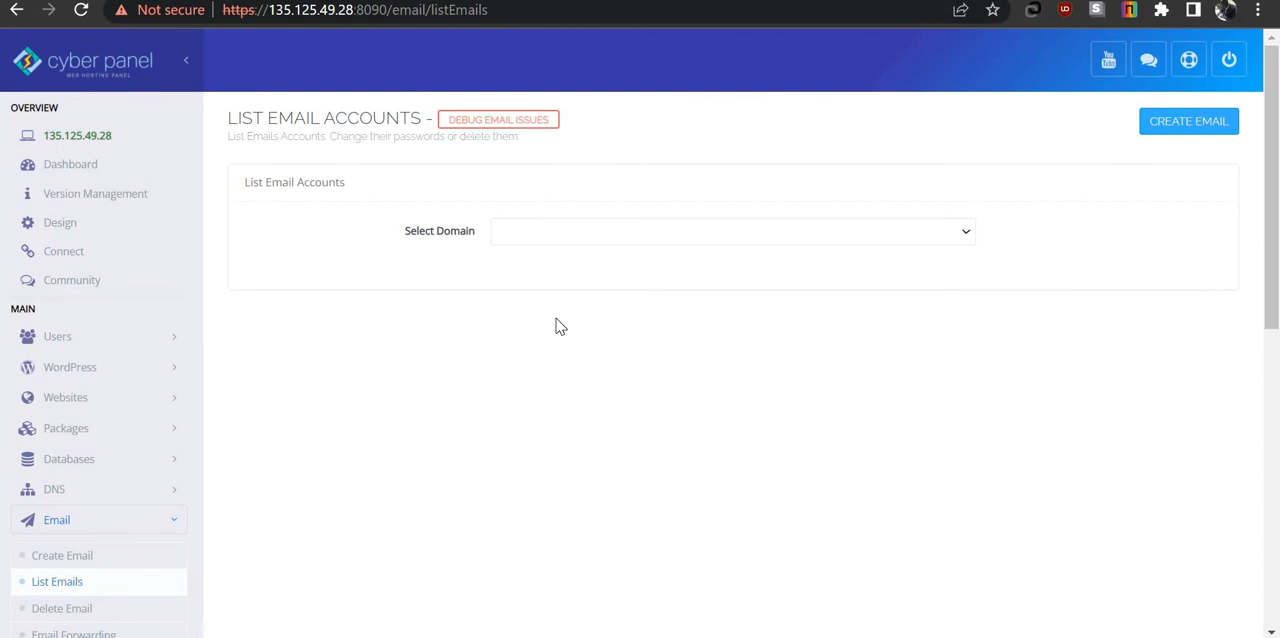 Not secure | https://135.125.49.28:8090/email/listEmails
cyber panel
WEB HOSTING PANEL
OVERVIEW
135.125.49.28
Dashboard
Version Management
Design
Connect
Community
MAIN
Users
WordPress
Websites
Packages
Databases
DNS
Email
Create Email
List Emails
Delete Email
Email Forwarding
You
Tube
LIST EMAIL ACCOUNTS - DEBUG EMAIL ISSUES
List Emails Accounts. Change their passwords or delete them
CREATE EMAIL
List Email Accounts
Select Domain